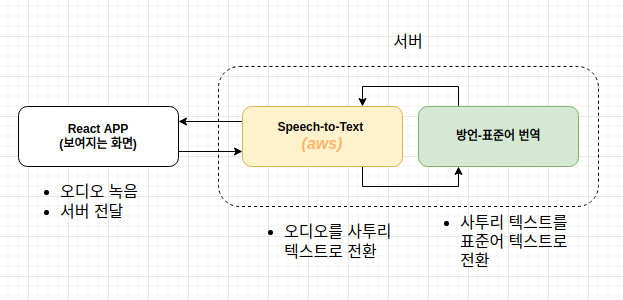 서버
React APP
(보여지는 화면)
Speech-to-Text
(aws)
방언-표준어 번역
오디오 녹음
서버 전달
오디오를 사투리
텍스트로 전환
사투리 텍스트를
표준어 텍스트로
전환